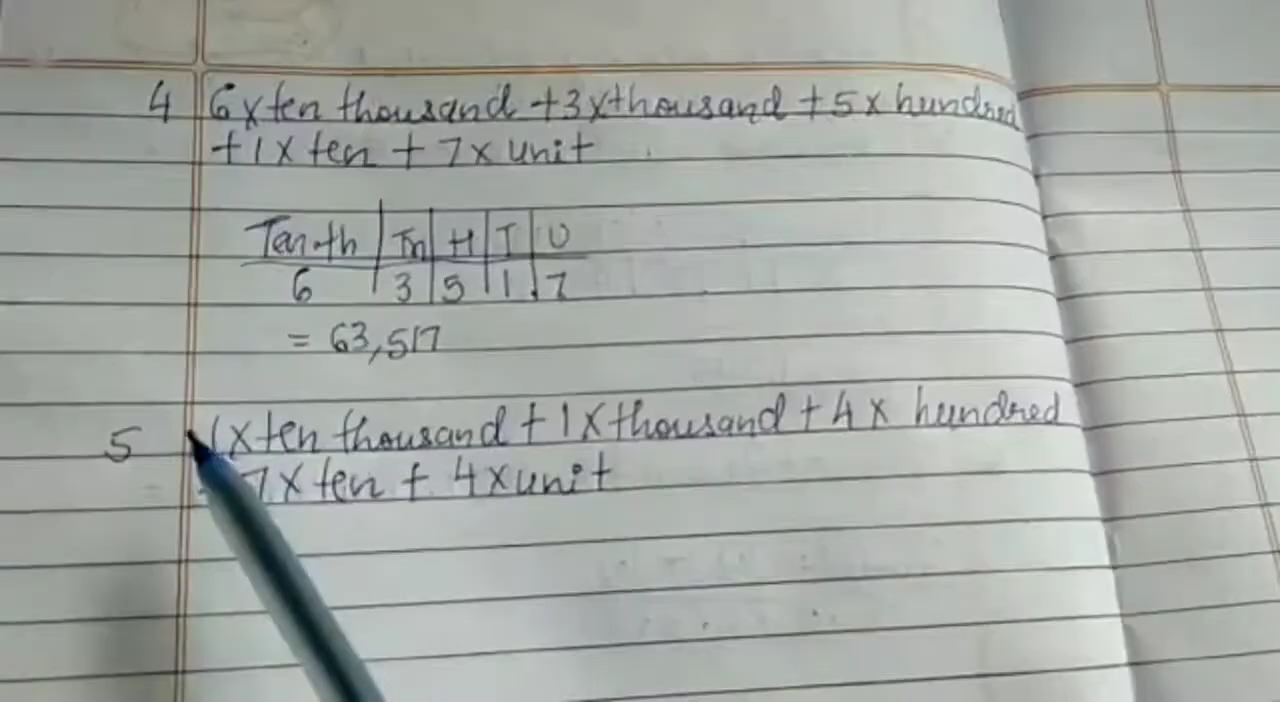 4 6 x ten thousand + 3 x thousand + 5 x hundred
+ 1 x ten + 7 x unit
Ten-th Th H T U
6 3 5 1 7
= 63,517
5 1 x ten thousand + 1 x thousand + 4 x hundred
7 x ten + 4 x unit